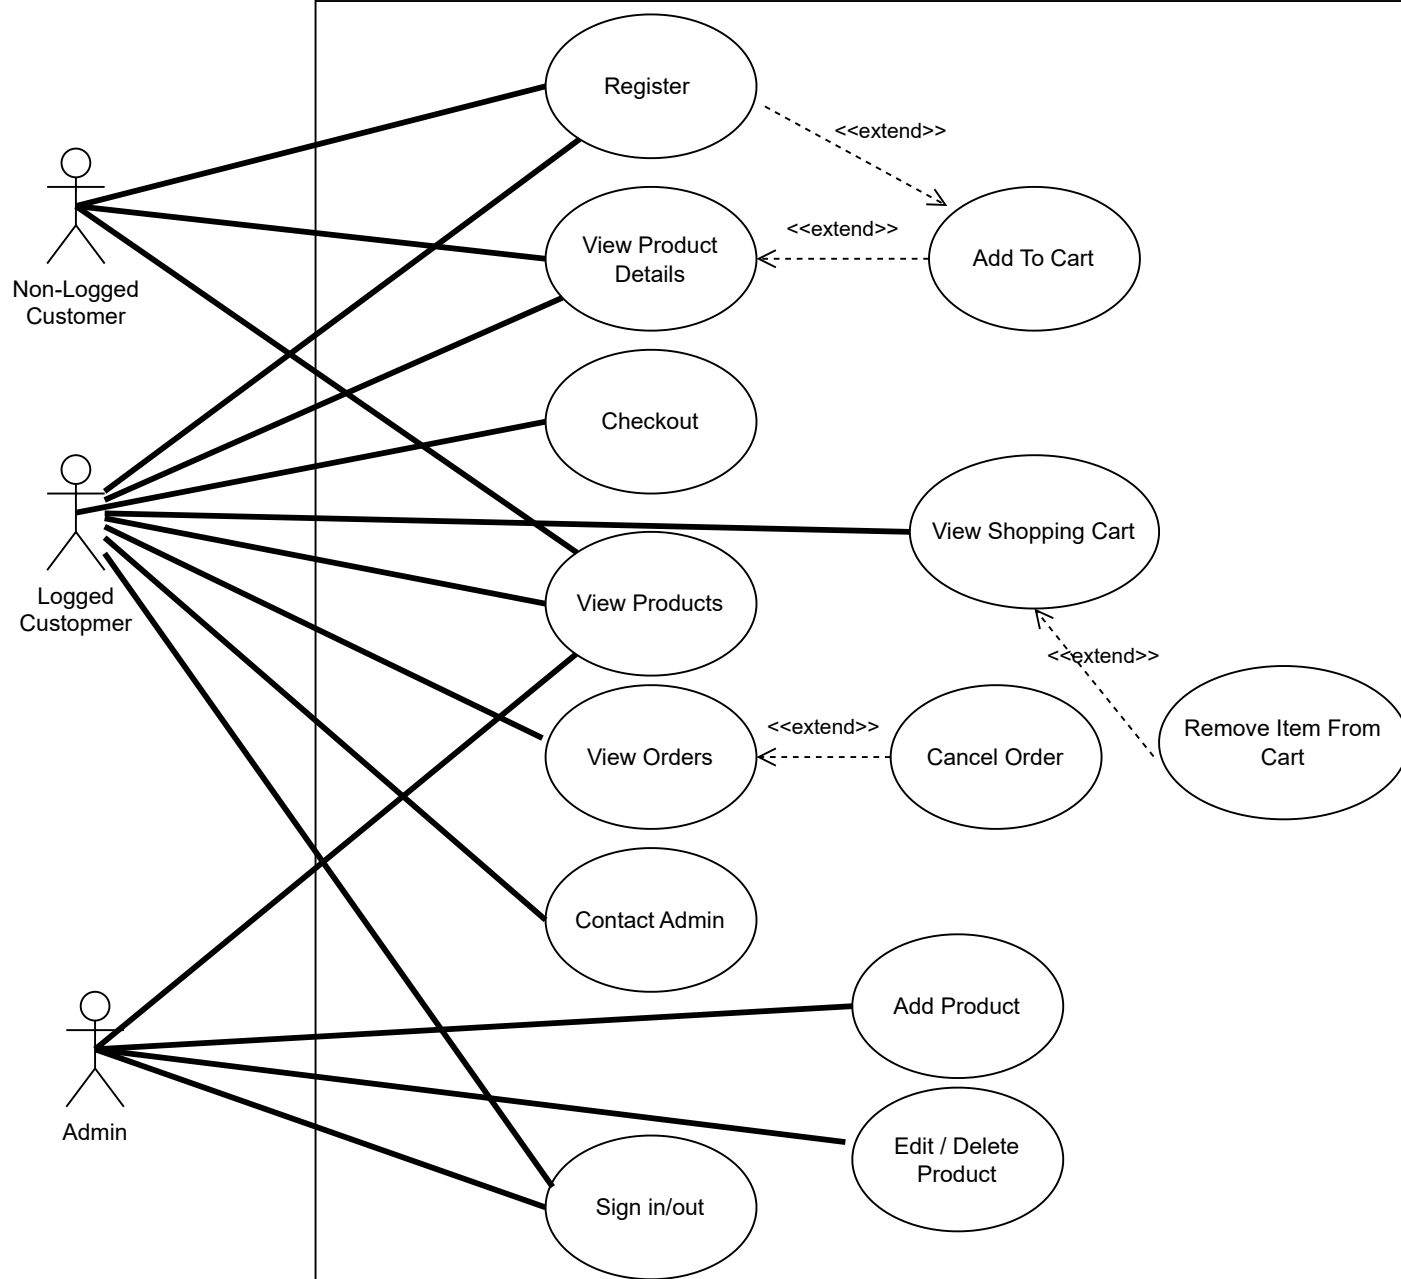 Register
<<extend>>
Non-Logged
Customer
View Product
Details
<<extend>>
Add To Cart
Checkout
Logged
Custopmer
View Shopping Cart
View Products
<<extend>>
View Orders
<<extend>>
Cancel Order
Remove Item From
Cart
Contact Admin
Admin
Add Product
Edit / Delete
Product
Sign in/out